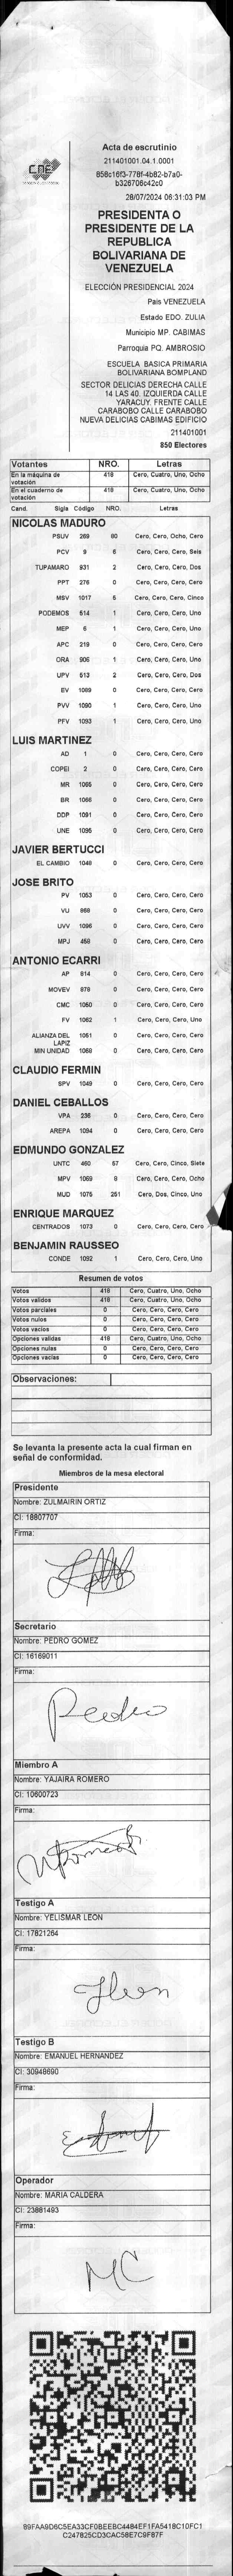 CNE
Acta de escrutinio
211401001.04.1.0001
28/07/2024 06:31:03 PM
PRESIDENTA O
PRESIDENTE DE LA
REPUBLICA
BOLIVARIANA DE
VENEZUELA
ELECCIÓN PRESIDENCIAL 2024
País VENEZUELA
Estado EDO. ZULIA
Municipio MP. CABIMAS
Parroquia PQ. AMBROSIO
ESCUELA BASICA PRIMARIA
BOLIVARIANA BOMPLAND
SECTOR DELICIAS DERECHA CALLE
14 LAS 40. IZQUIERDA CALLE
YARACUY. FRENTE CALLE
CARABOBO CALLE CARABOBO
NUEVA DELICIAS CABIMAS EDIFICIO
211401001
850 Electores
Votantes NRO. Letras
En la máquina de votación 418 Cero, Cuatro, Uno, Ocho
En el cuaderno de votación 418 Cero, Cuatro, Uno, Ocho
Cand. Sigla Código NRO. Letras
NICOLAS MADURO
PSUV 269 80 Cero, Cero, Ocho, Cero
PCV 9 6 Cero, Cero, Cero, Seis
TUPAMARO 931 2 Cero, Cero, Cero, Dos
PPT 276 0 Cero, Cero, Cero, Cero
MSV 1017 5 Cero, Cero, Cero, Cinco
PODEMOS 514 1 Cero, Cero, Cero, Uno
MEP 6 1 Cero, Cero, Cero, Uno
APC 219 0 Cero, Cero, Cero, Cero
ORA 906 1 Cero, Cero, Cero, Uno
UPV 513 2 Cero, Cero, Cero, Dos
EV 1089 0 Cero, Cero, Cero, Cero
PVV 1090 1 Cero, Cero, Cero, Uno
PFV 1093 1 Cero, Cero, Cero, Uno
LUIS MARTINEZ
AD 1 0 Cero, Cero, Cero, Cero
COPEI 2 0 Cero, Cero, Cero, Cero
MR 1065 0 Cero, Cero, Cero, Cero
BR 1066 0 Cero, Cero, Cero, Cero
DDP 1091 0 Cero, Cero, Cero, Cero
UNE 1095 0 Cero, Cero, Cero, Cero
JAVIER BERTUCCI
EL CAMBIO 1048 0 Cero, Cero, Cero, Cero
JOSE BRITO
PV 1053 0 Cero, Cero, Cero, Cero
VU 868 0 Cero, Cero, Cero, Cero
UVV 1096 0 Cero, Cero, Cero, Cero
MPJ 458 0 Cero, Cero, Cero, Cero
ANTONIO ECARRI
AP 814 0 Cero, Cero, Cero, Cero
MOVEV 878 0 Cero, Cero, Cero, Cero
CMC 1050 0 Cero, Cero, Cero, Cero
FV 1062 1 Cero, Cero, Cero, Uno
ALIANZA DEL LAPIZ 1051 0 Cero, Cero, Cero, Cero
MIN UNIDAD 1068 0 Cero, Cero, Cero, Cero
CLAUDIO FERMIN
SPV 1049 0 Cero, Cero, Cero, Cero
DANIEL CEBALLOS
VPA 236 0 Cero, Cero, Cero, Cero
AREPA 1094 0 Cero, Cero, Cero, Cero
EDMUNDO GONZALEZ
UNTC 460 57 Cero, Cero, Cinco, Siete
MPV 1069 8 Cero, Cero, Cero, Ocho
MUD 1075 251 Cero, Dos, Cinco, Uno
ENRIQUE MARQUEZ
CENTRADOS 1073 0 Cero, Cero, Cero, Cero
BENJAMIN RAUSSEO
CONDE 1092 1 Cero, Cero, Cero, Uno
Resumen de votos
Votos 418 Cero, Cuatro, Uno, Ocho
Votos validos 418 Cero, Cuatro, Uno, Ocho
Votos parciales 0 Cero, Cero, Cero, Cero
Votos nulos 0 Cero, Cero, Cero, Cero
Votos vacios 0 Cero, Cero, Cero, Cero
Opciones validas 418 Cero, Cuatro, Uno, Ocho
Opciones nulas 0 Cero, Cero, Cero, Cero
Opciones vacias 0 Cero, Cero, Cero, Cero
Observaciones:
Se levanta la presente acta la cual firman en
señal de conformidad.
Miembros de la mesa electoral
Presidente
Nombre: ZULMAIRIN ORTIZ
CI: 18807707
Firma:
Secretario
Nombre: PEDRO GOMEZ
CI: 16169011
Firma:
Pedro
Miembro A
Nombre: YAJAIRA ROMERO
CI: 10600723
Firma:
Testigo A
Nombre: YELISMAR LEON
CI: 17821264
Firma:
Testigo B
Nombre: EMANUEL HERNANDEZ
CI: 30948690
Firma:
Operador
Nombre: MARIA CALDERA
CI: 23881493
Firma:
MC